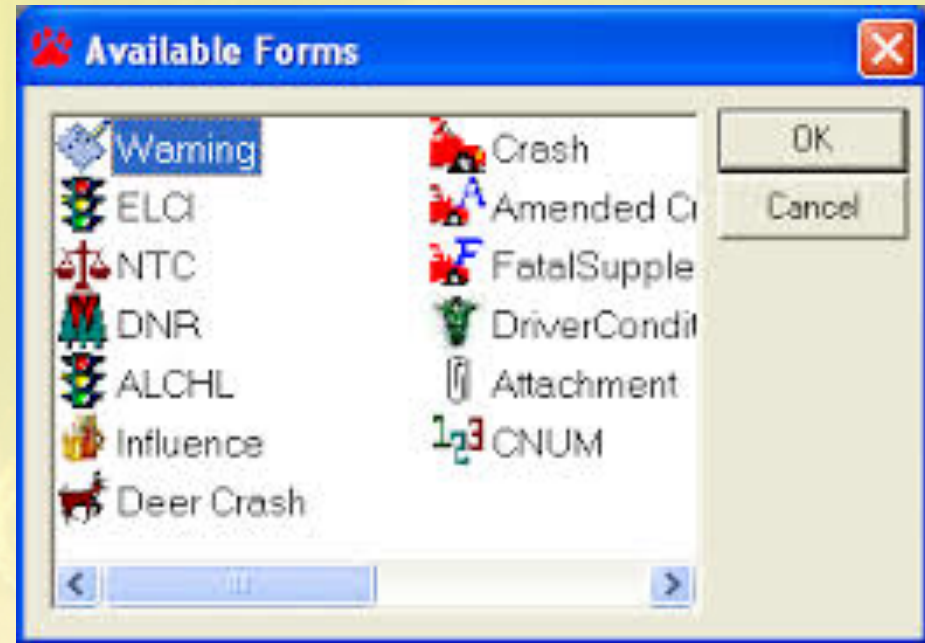 Available Forms
Warning
ELCI
NTC
DNR
ALCHL
Influence
Deer Crash
Crash
Amended Cr
FatalSupple
DriverCondit
Attachment
123 CNUM
OK
Cancel